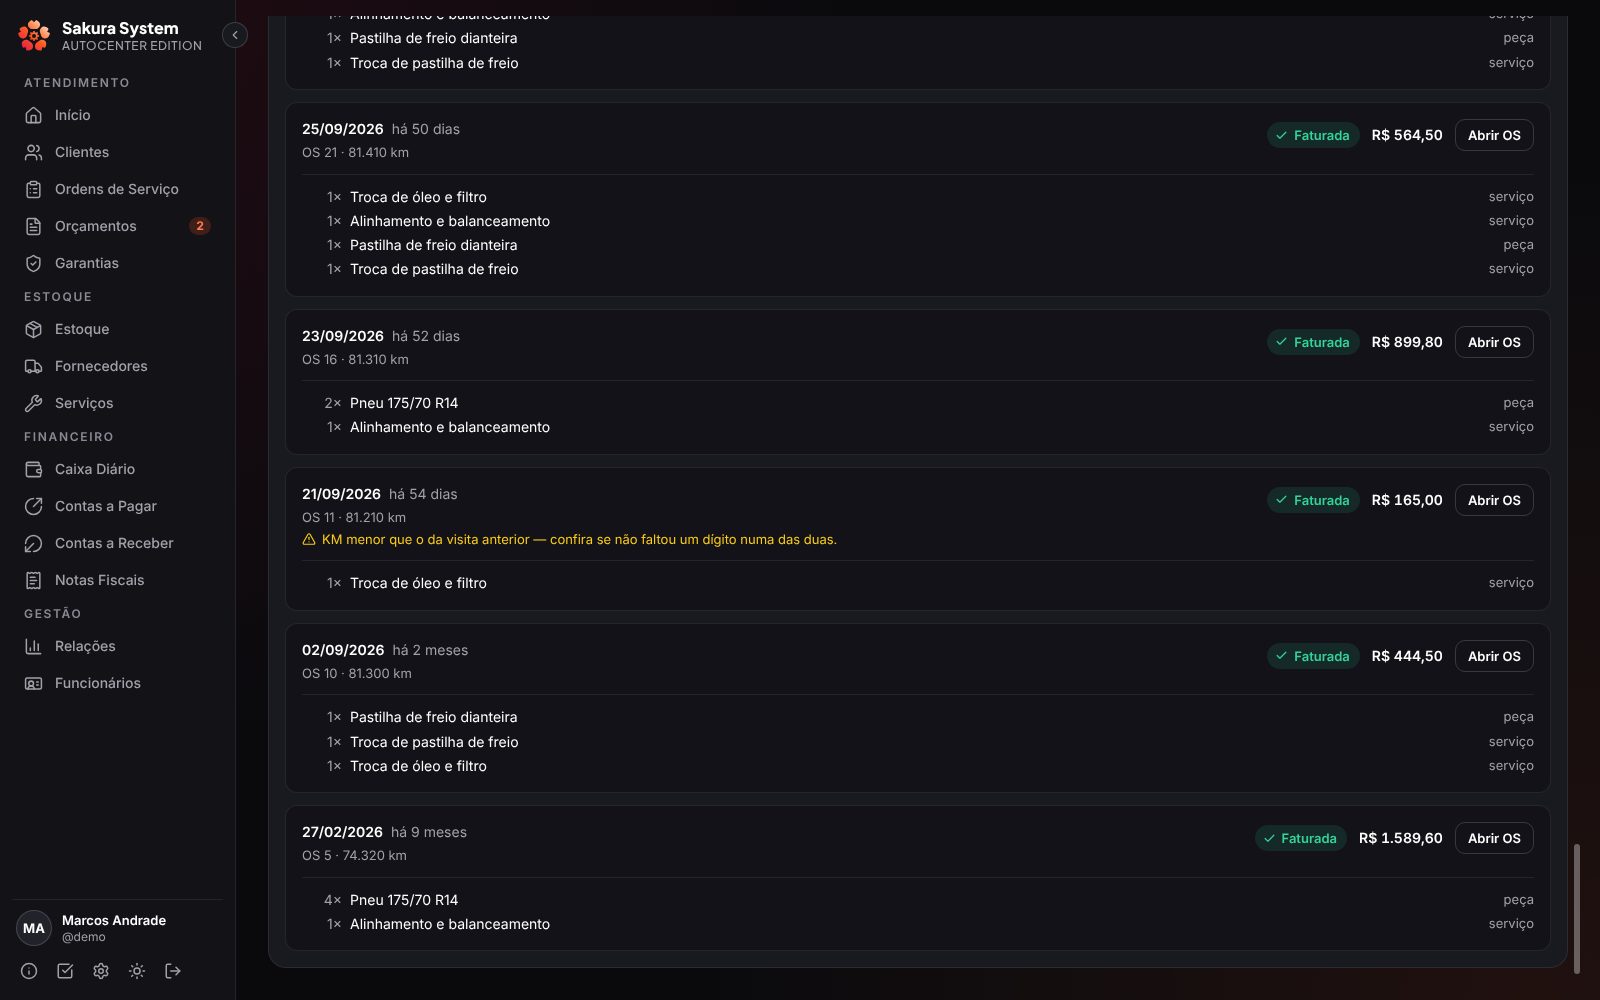 Sakura System
AUTOCENTER EDITION
ATENDIMENTO
Início
Clientes
Ordens de Serviço
Orçamentos 2
Garantias
ESTOQUE
Estoque
Fornecedores
Serviços
FINANCEIRO
Caixa Diário
Contas a Pagar
Contas a Receber
Notas Fiscais
GESTÃO
Relações
Funcionários
MA
Marcos Andrade
@demo
1× Alinhamento e balanceamento serviço
1× Pastilha de freio dianteira peça
1× Troca de pastilha de freio serviço
25/09/2026 há 50 dias Faturada R$ 564,50 Abrir OS
OS 21 · 81.410 km
1× Troca de óleo e filtro serviço
1× Alinhamento e balanceamento serviço
1× Pastilha de freio dianteira peça
1× Troca de pastilha de freio serviço
23/09/2026 há 52 dias Faturada R$ 899,80 Abrir OS
OS 16 · 81.310 km
2× Pneu 175/70 R14 peça
1× Alinhamento e balanceamento serviço
21/09/2026 há 54 dias Faturada R$ 165,00 Abrir OS
OS 11 · 81.210 km
KM menor que o da visita anterior — confira se não faltou um dígito numa das duas.
1× Troca de óleo e filtro serviço
02/09/2026 há 2 meses Faturada R$ 444,50 Abrir OS
OS 10 · 81.300 km
1× Pastilha de freio dianteira peça
1× Troca de pastilha de freio serviço
1× Troca de óleo e filtro serviço
27/02/2026 há 9 meses Faturada R$ 1.589,60 Abrir OS
OS 5 · 74.320 km
4× Pneu 175/70 R14 peça
1× Alinhamento e balanceamento serviço